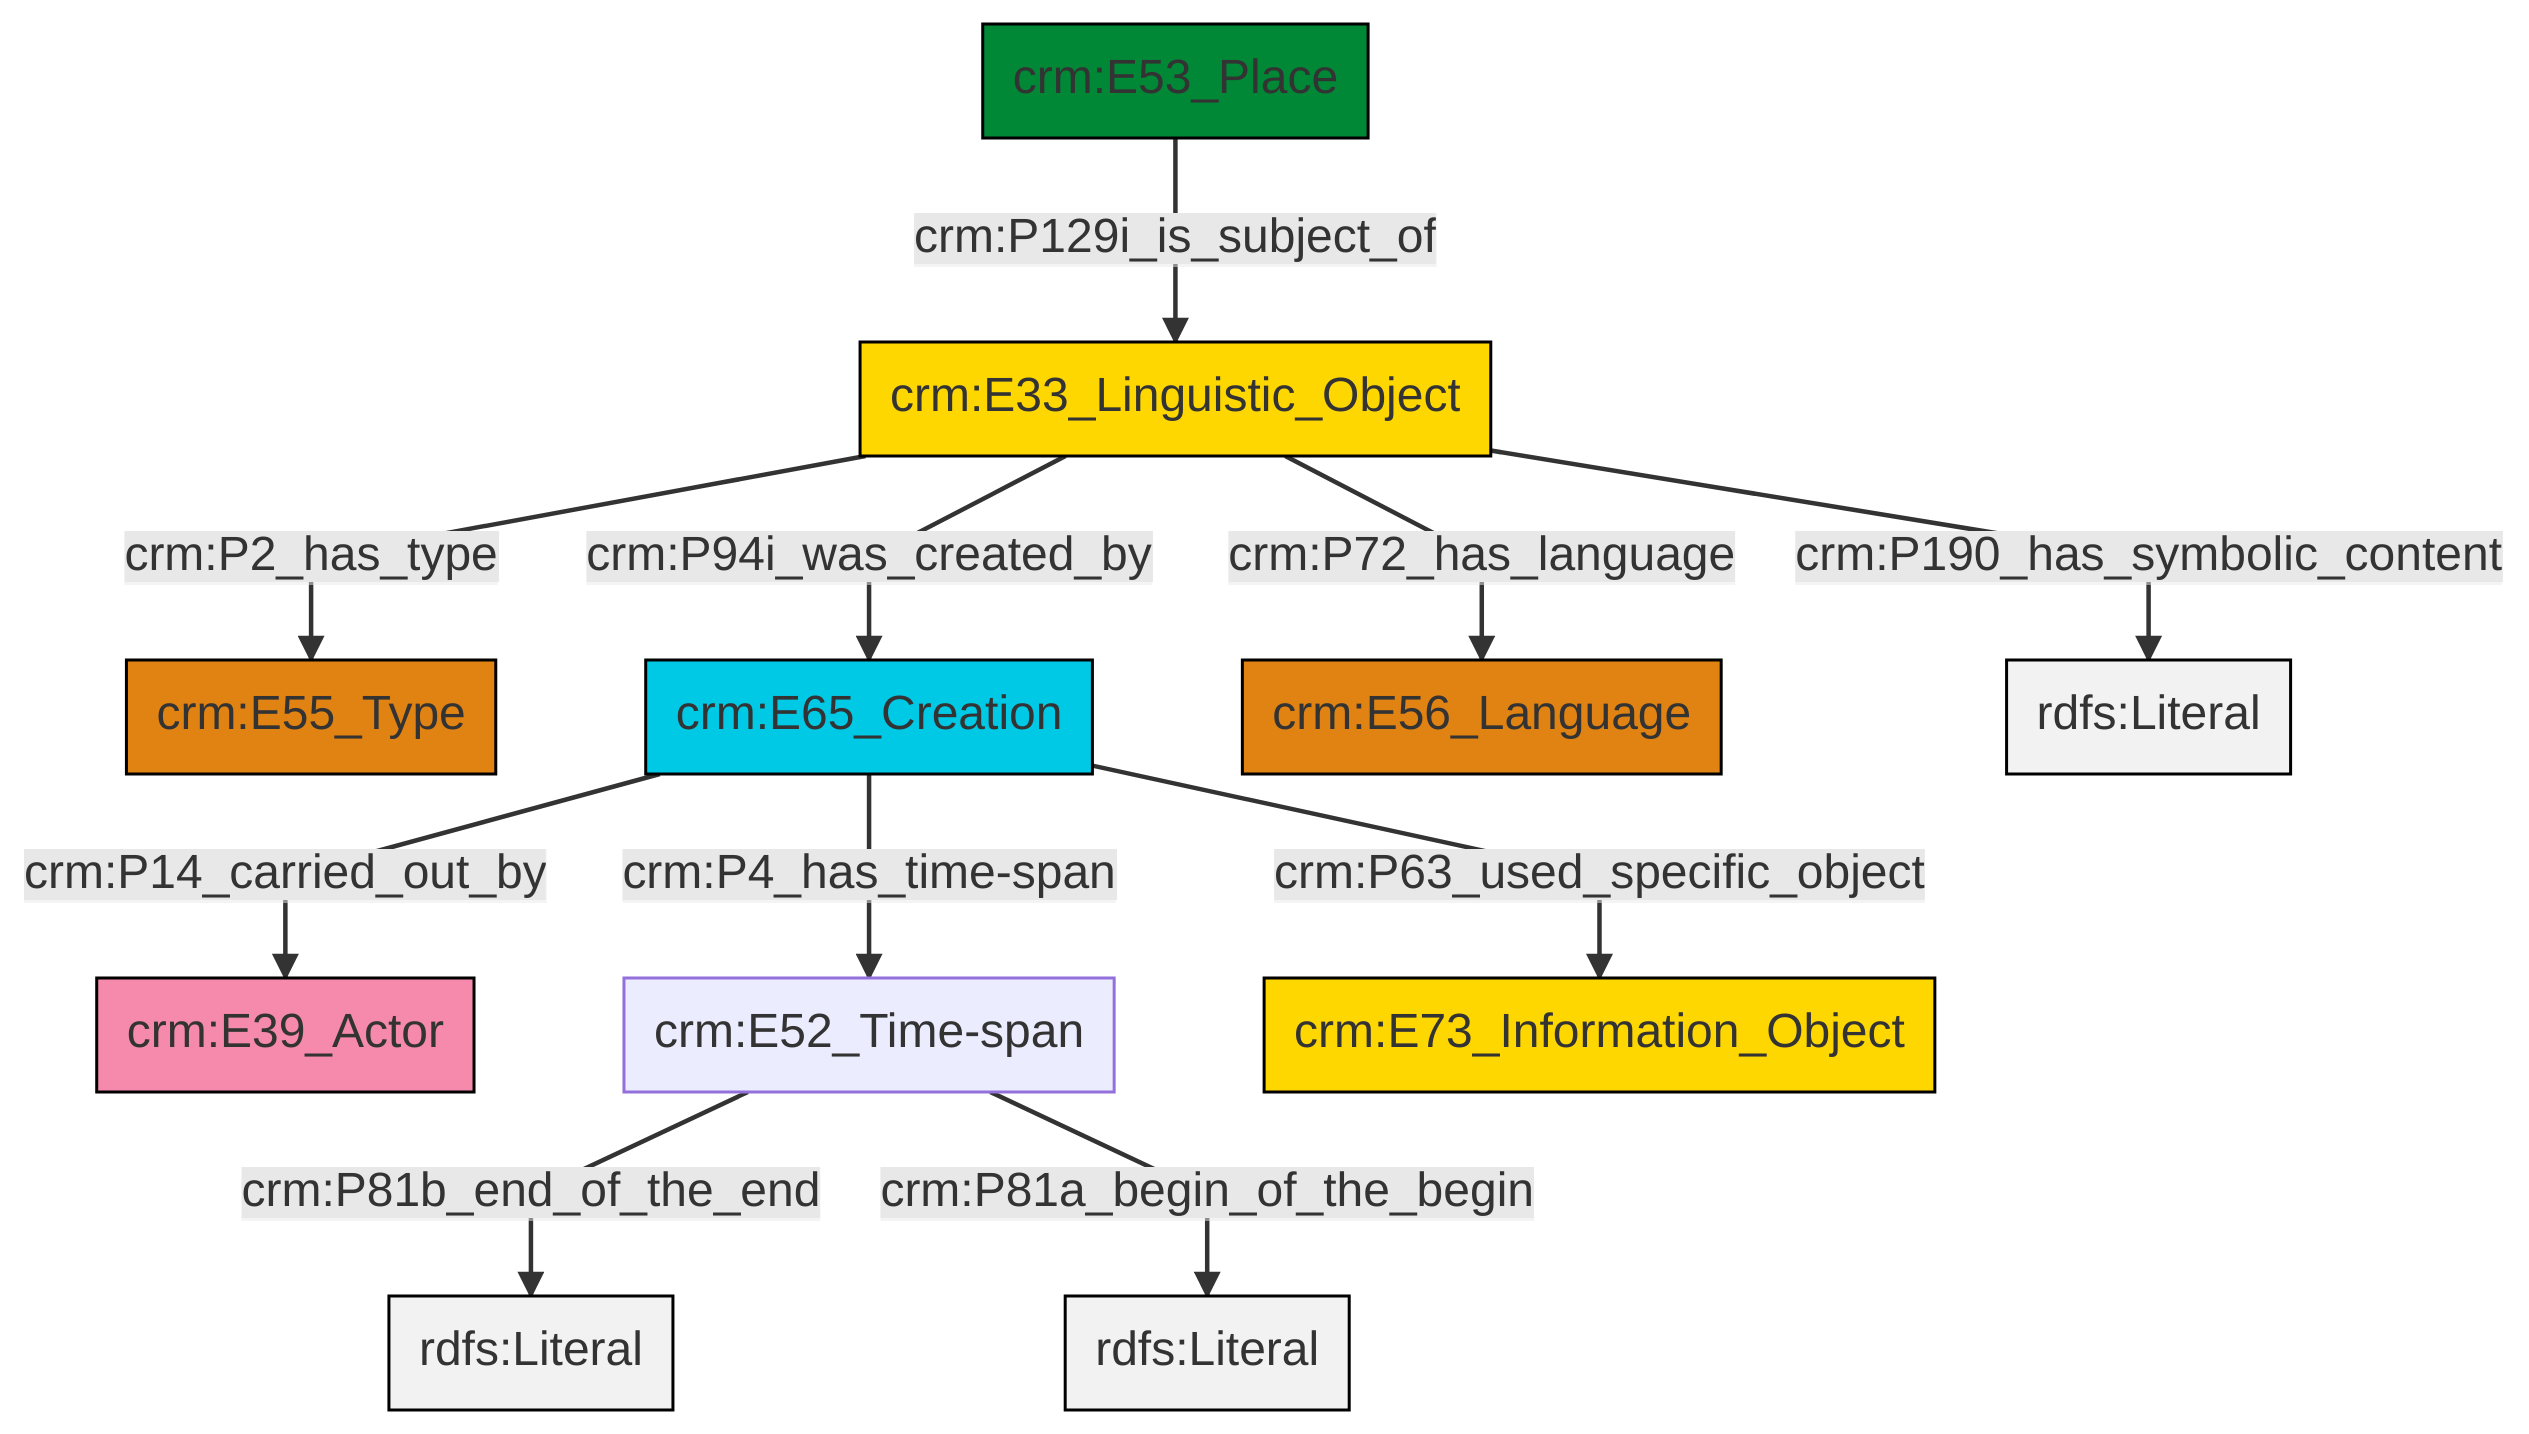 crm:E53_Place
crm:P129i_is_subject_of
crm:E33_Linguistic_Object
crm:P2_has_type
crm:P94i_was_created_by
crm:P72_has_language
crm:P190_has_symbolic_content
crm:E55_Type
crm:E65_Creation
crm:E56_Language
rdfs:Literal
crm:P14_carried_out_by
crm:P4_has_time-span
crm:P63_used_specific_object
crm:E39_Actor
crm:E52_Time-span
crm:E73_Information_Object
crm:P81b_end_of_the_end
crm:P81a_begin_of_the_begin
rdfs:Literal
rdfs:Literal